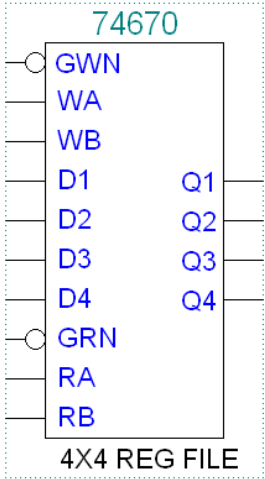 74670
GWN
WA
WB
D1 Q1
D2 Q2
D3 Q3
D4 Q4
GRN
RA
RB
4X4 REG FILE